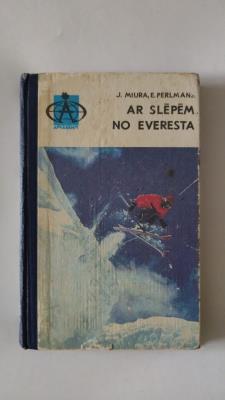 J. MIURA, E. PERLMANS
AR SLĒPĒM
NO EVERESTA